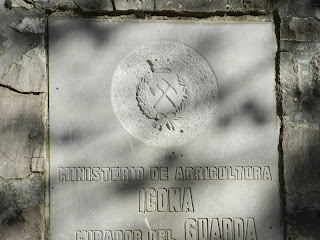 MINISTERIO DE AGRICULTURA
ICONA
MIRADOR DEL GUARDA